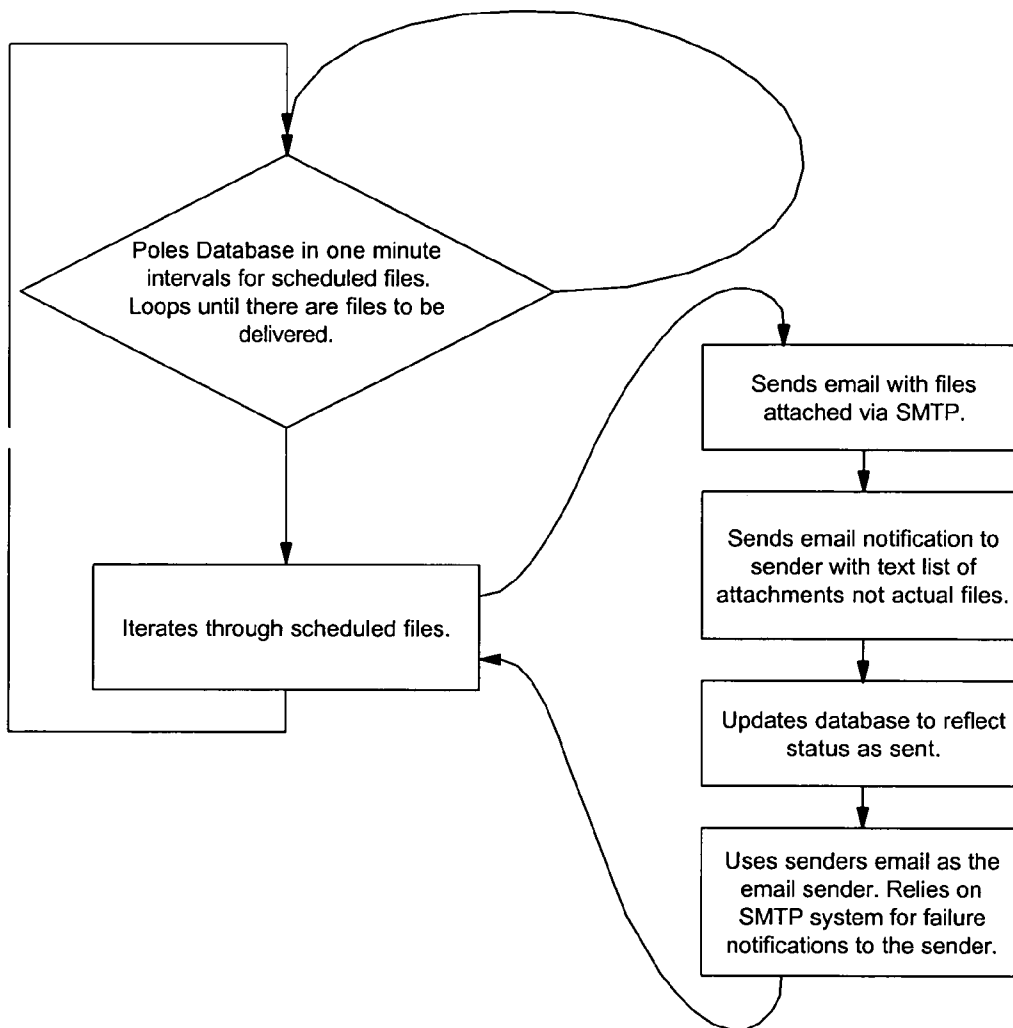 Poles Database in one minute
intervals for scheduled files.
Loops until there are files to be
delivered.
Iterates through scheduled files.
Sends email with files
attached via SMTP.
Sends email notification to
sender with text list of
attachments not actual files.
Updates database to reflect
status as sent.
Uses senders email as the
email sender. Relies on
SMTP system for failure
notifications to the sender.